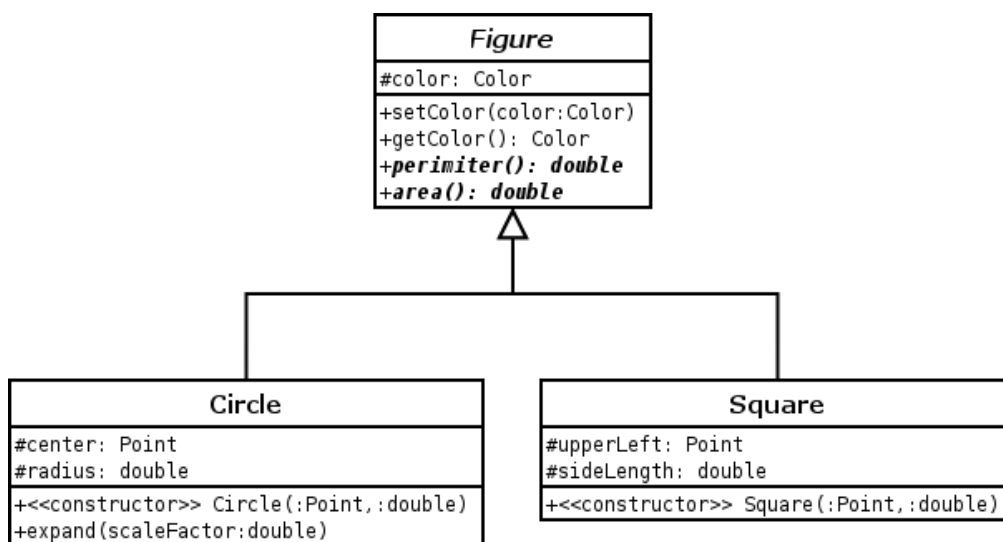 Figure
#color: Color
+setColor(color:Color)
+getColor(): Color
+perimiter(): double
+area(): double
Circle
#center: Point
#radius: double
+<<constructor>> Circle(:Point,:double)
+expand(scaleFactor:double)
Square
#upperLeft: Point
#sideLength: double
+<<constructor>> Square(:Point,:double)